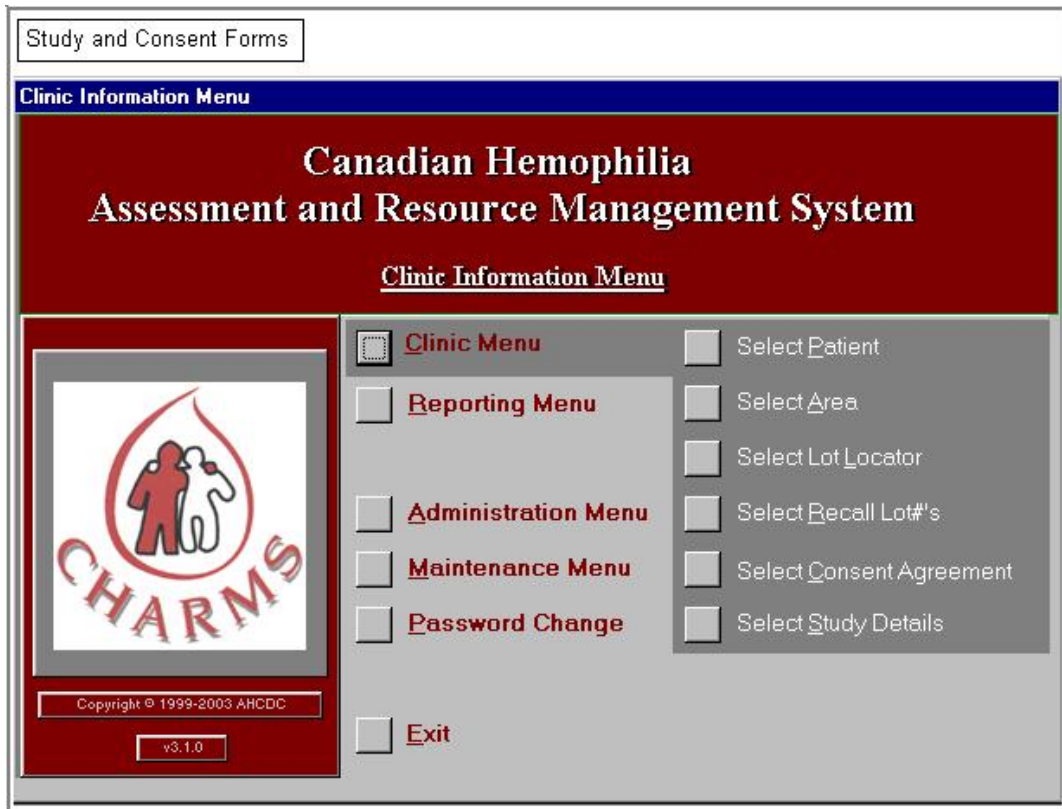 Study and Consent Forms
Clinic Information Menu
Canadian Hemophilia
Assessment and Resource Management System
Clinic Information Menu
Clinic Menu
Reporting Menu
Administration Menu
Maintenance Menu
Password Change
Exit
Select Patient
Select Area
Select Lot Locator
Select Recall Lot#'s
Select Consent Agreement
Select Study Details
CHARMS
Copyright © 1999-2003 AHCDC
v3.1.0